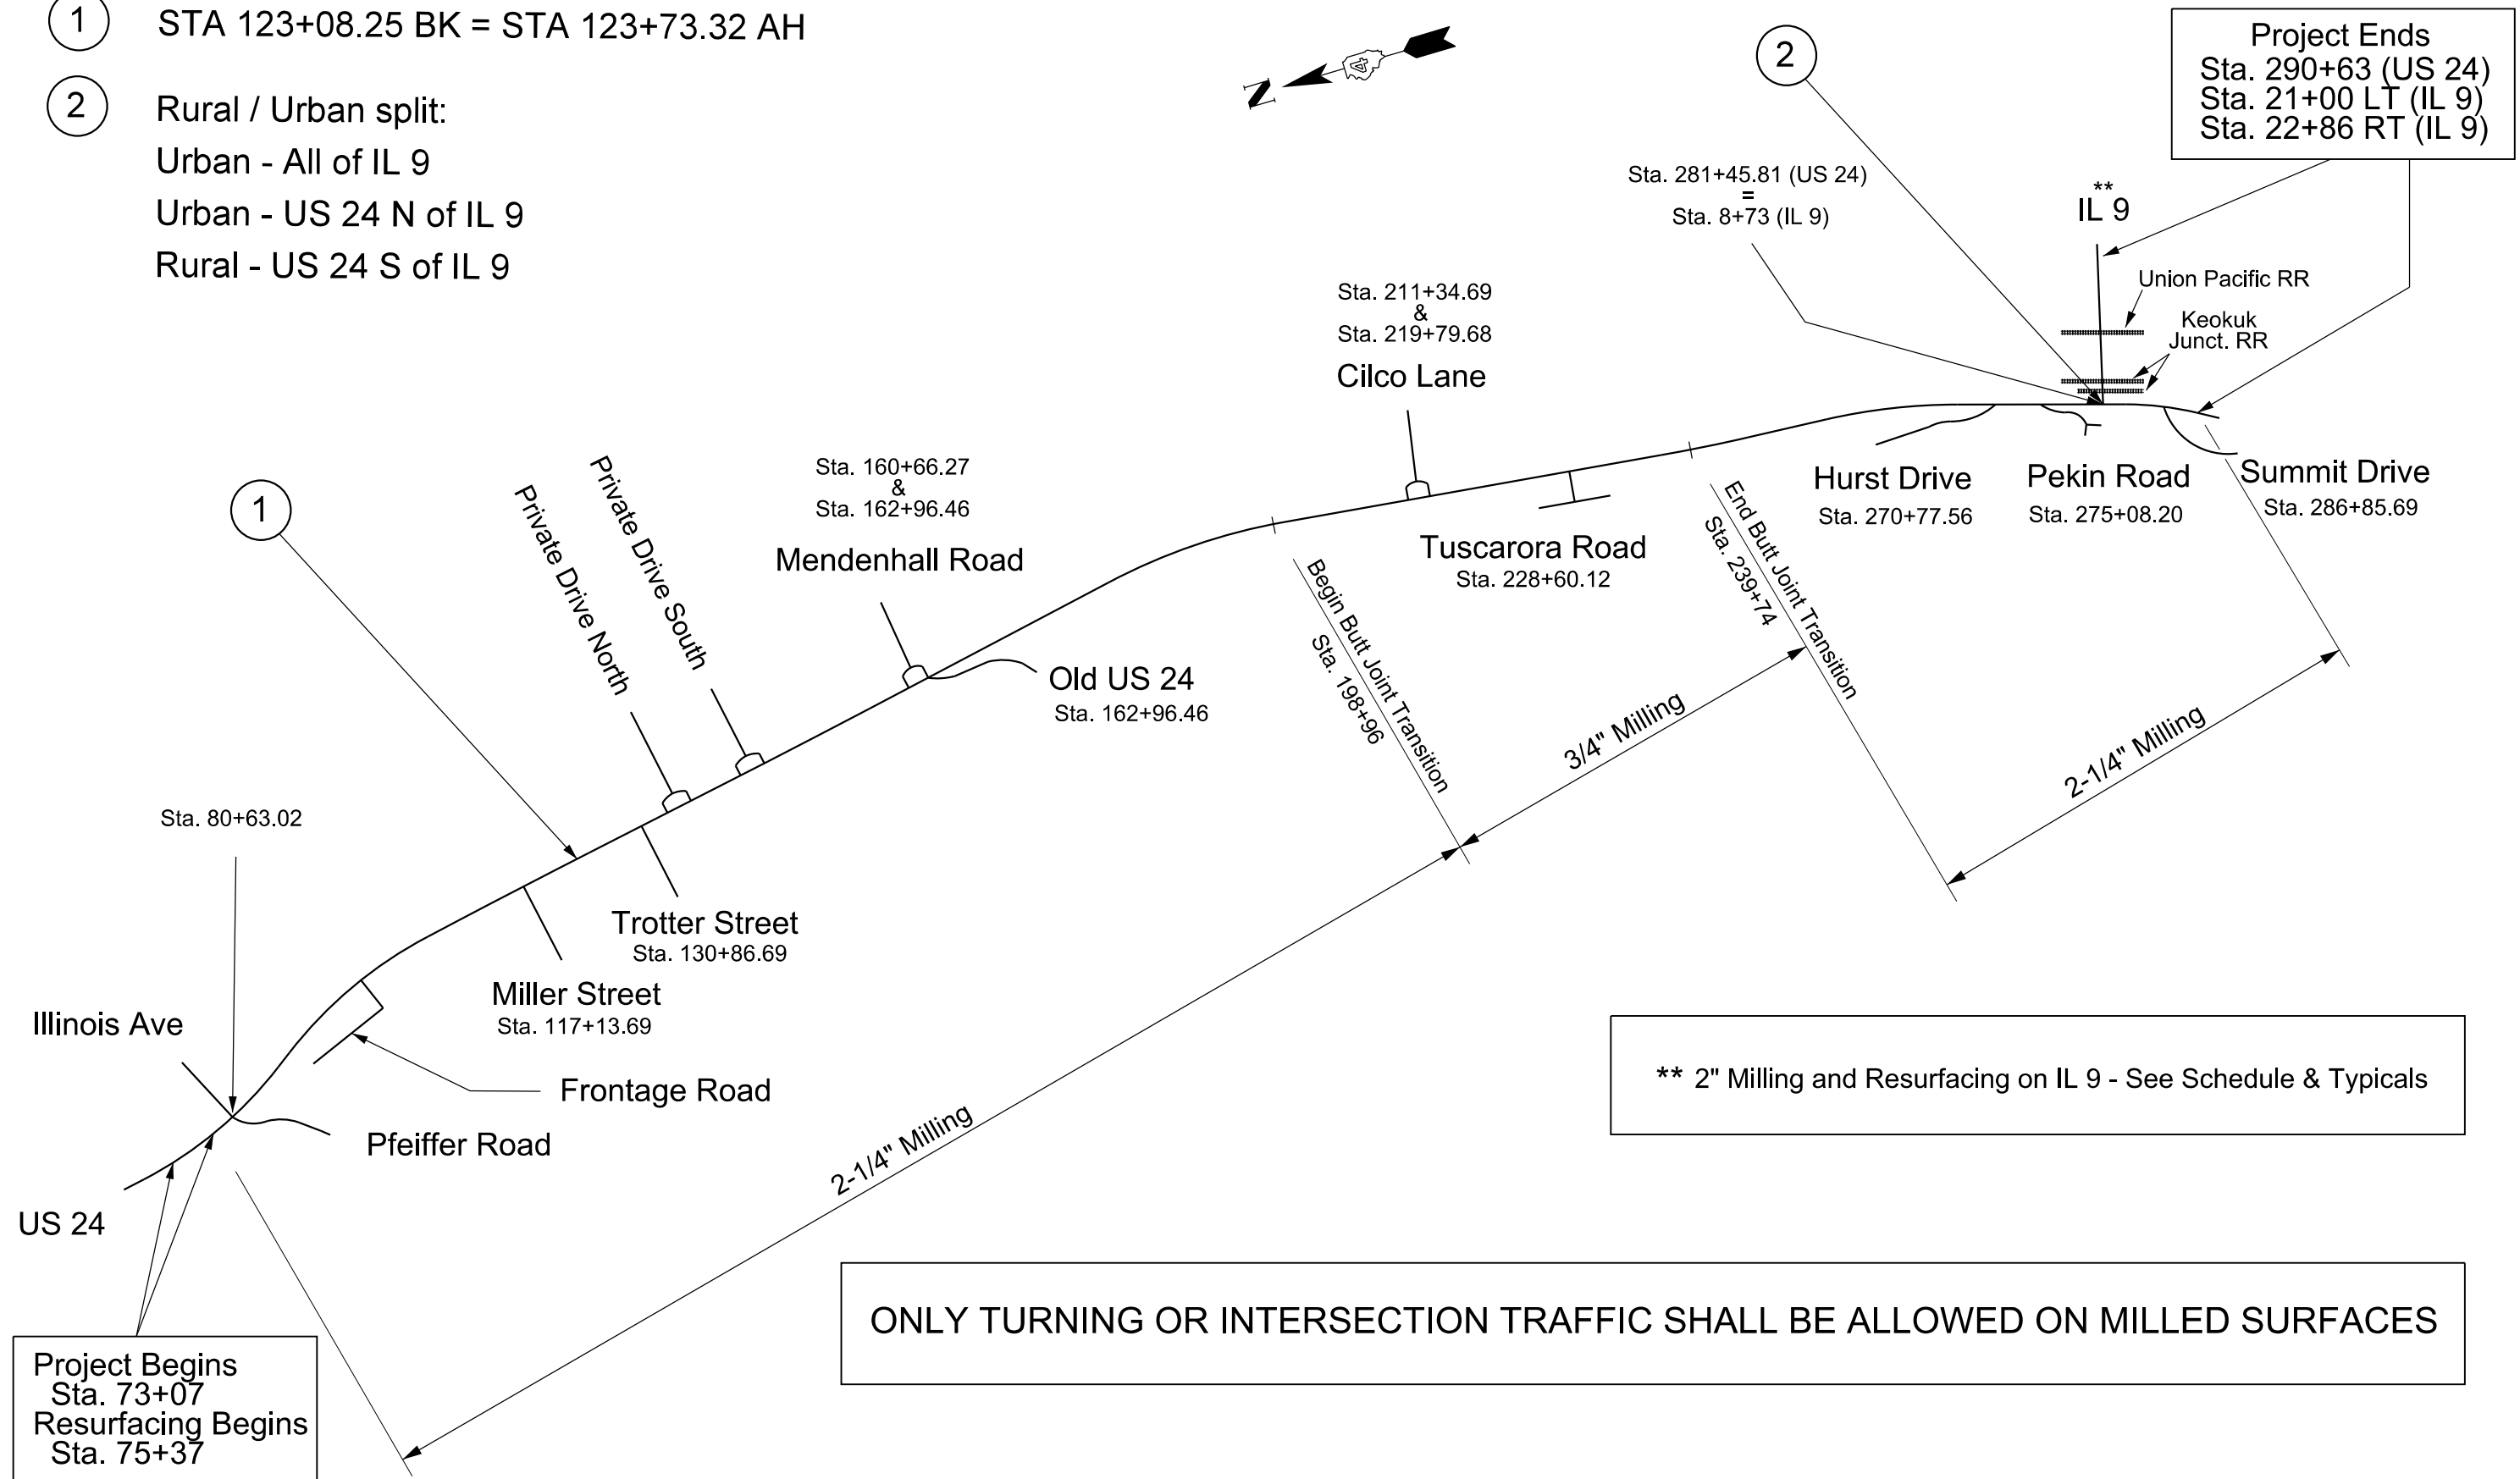 1
STA 123+08.25 BK = STA 123+73.32 AH
2
Rural / Urban split:
Urban - All of IL 9
Urban - US 24 N of IL 9
Rural - US 24 S of IL 9
N
4
2
Project Ends
Sta. 290+63 (US 24)
Sta. 21+00 LT (IL 9)
Sta. 22+86 RT (IL 9)
Sta. 281+45.81 (US 24)
=
Sta. 8+73 (IL 9)
**
IL 9
Union Pacific RR
Keokuk
Junct. RR
Sta. 211+34.69
&
Sta. 219+79.68
Cilco Lane
1
Private Drive North
Private Drive South
Sta. 160+66.27
&
Sta. 162+96.46
Mendenhall Road
Old US 24
Sta. 162+96.46
Tuscarora Road
Sta. 228+60.12
Hurst Drive
Sta. 270+77.56
Pekin Road
Sta. 275+08.20
Summit Drive
Sta. 286+85.69
Begin Butt Joint Transition
Sta. 198+96
End Butt Joint Transition
Sta. 239+74
3/4" Milling
2-1/4" Milling
Sta. 80+63.02
Trotter Street
Sta. 130+86.69
Miller Street
Sta. 117+13.69
Illinois Ave
Frontage Road
Pfeiffer Road
US 24
2-1/4" Milling
** 2" Milling and Resurfacing on IL 9 - See Schedule & Typicals
ONLY TURNING OR INTERSECTION TRAFFIC SHALL BE ALLOWED ON MILLED SURFACES
Project Begins
Sta. 73+07
Resurfacing Begins
Sta. 75+37